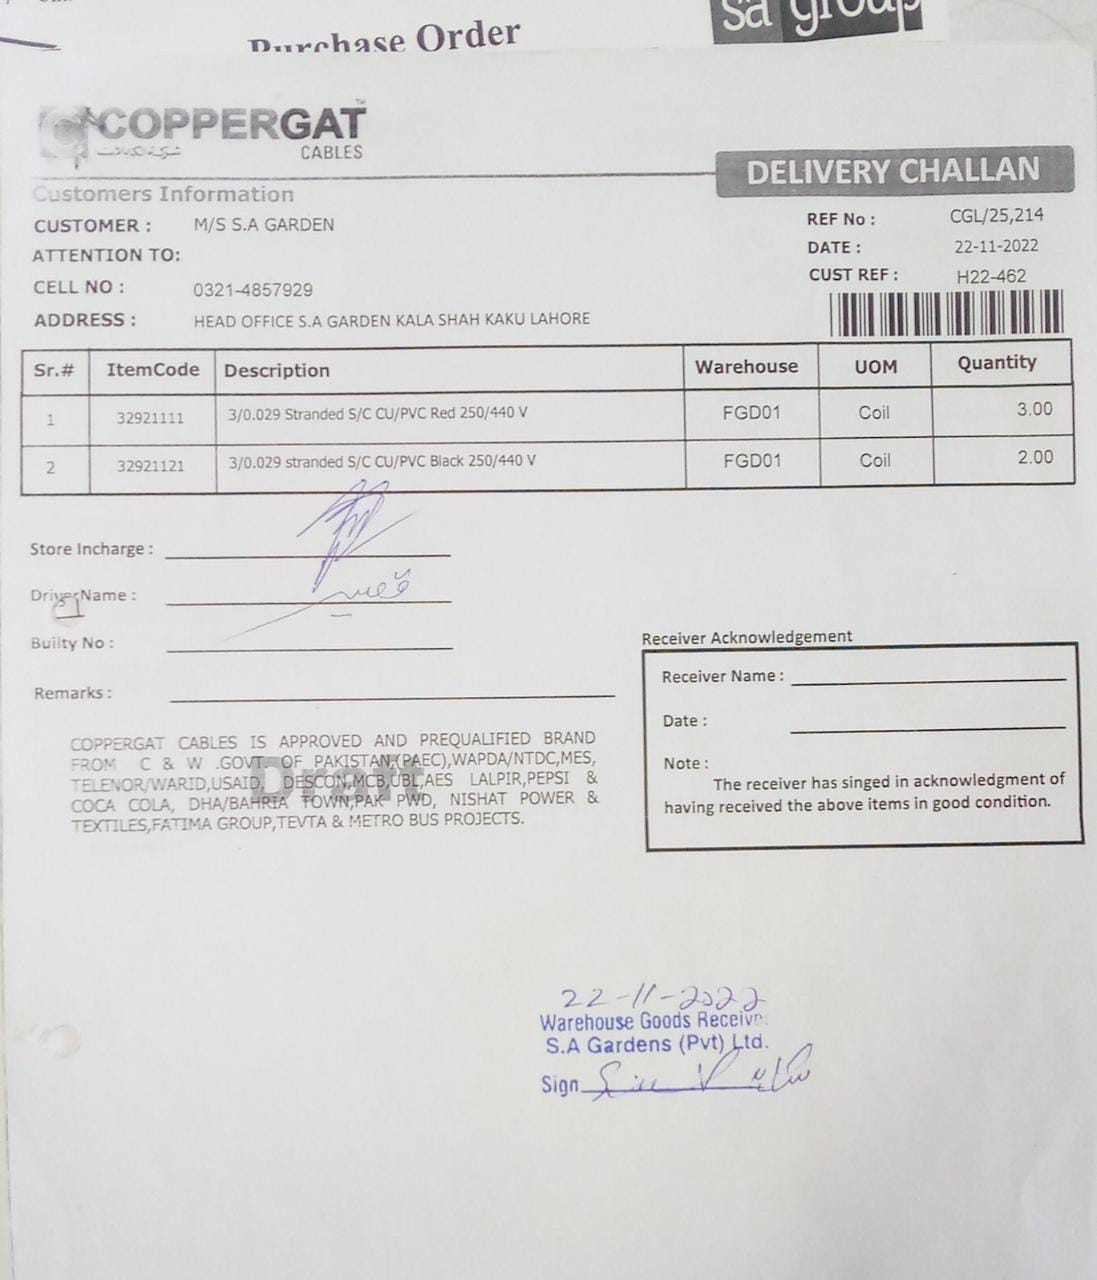 Purchase Order
sa group
COPPERGAT™
CABLES
DELIVERY CHALLAN
Customers Information
CUSTOMER : M/S S.A GARDEN
REF No : CGL/25,214
ATTENTION TO:
DATE : 22-11-2022
CELL NO : 0321-4857929
CUST REF : H22-462
ADDRESS : HEAD OFFICE S.A GARDEN KALA SHAH KAKU LAHORE
Sr.# ItemCode Description Warehouse UOM Quantity
1 32921111 3/0.029 Stranded S/C CU/PVC Red 250/440 V FGD01 Coil 3.00
2 32921121 3/0.029 stranded S/C CU/PVC Black 250/440 V FGD01 Coil 2.00
Store Incharge :
Driver Name :
Builty No :
Remarks :
Receiver Acknowledgement
Receiver Name :
Date :
Note :
The receiver has singed in acknowledgment of
having received the above items in good condition.
COPPERGAT CABLES IS APPROVED AND PREQUALIFIED BRAND
FROM C & W .GOVT. OF PAKISTAN,(PAEC),WAPDA/NTDC,MES,
TELENOR/WARID,USAID, DESCON,MCB,UBL,AES LALPIR,PEPSI &
COCA COLA, DHA/BAHRIA TOWN,PAK PWD, NISHAT POWER &
TEXTILES,FATIMA GROUP,TEVTA & METRO BUS PROJECTS.
Draft
22-11-2022
Warehouse Goods Receive
S.A Gardens (Pvt) Ltd.
Sign